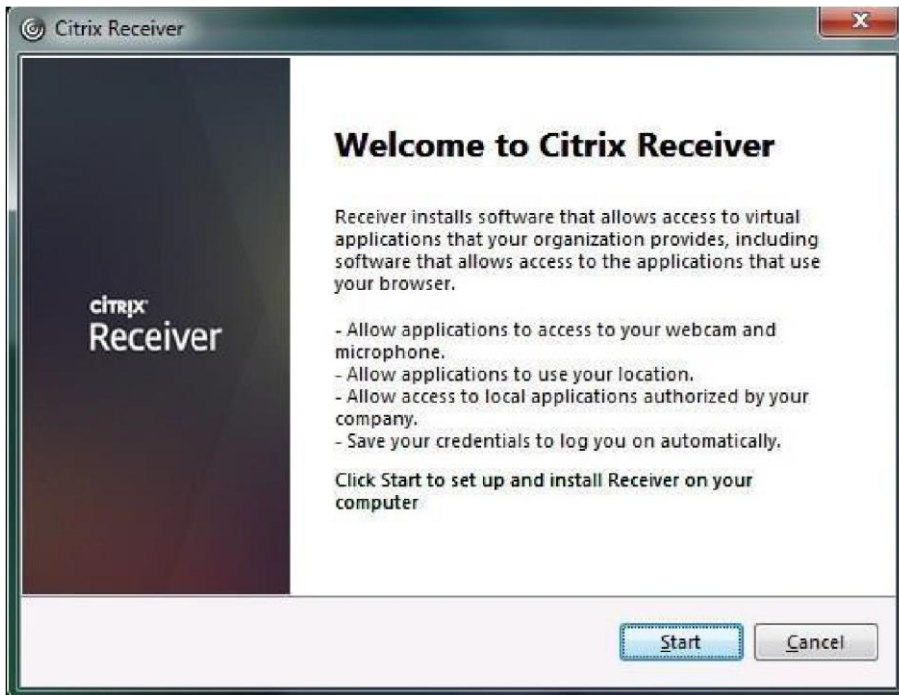 Citrix Receiver
Welcome to Citrix Receiver
Receiver installs software that allows access to virtual
applications that your organization provides, including
software that allows access to the applications that use
your browser.
- Allow applications to access to your webcam and
microphone.
- Allow applications to use your location.
- Allow access to local applications authorized by your
company.
- Save your credentials to log you on automatically.
Click Start to set up and install Receiver on your
computer
CİTRIX
Receiver
Start
Cancel